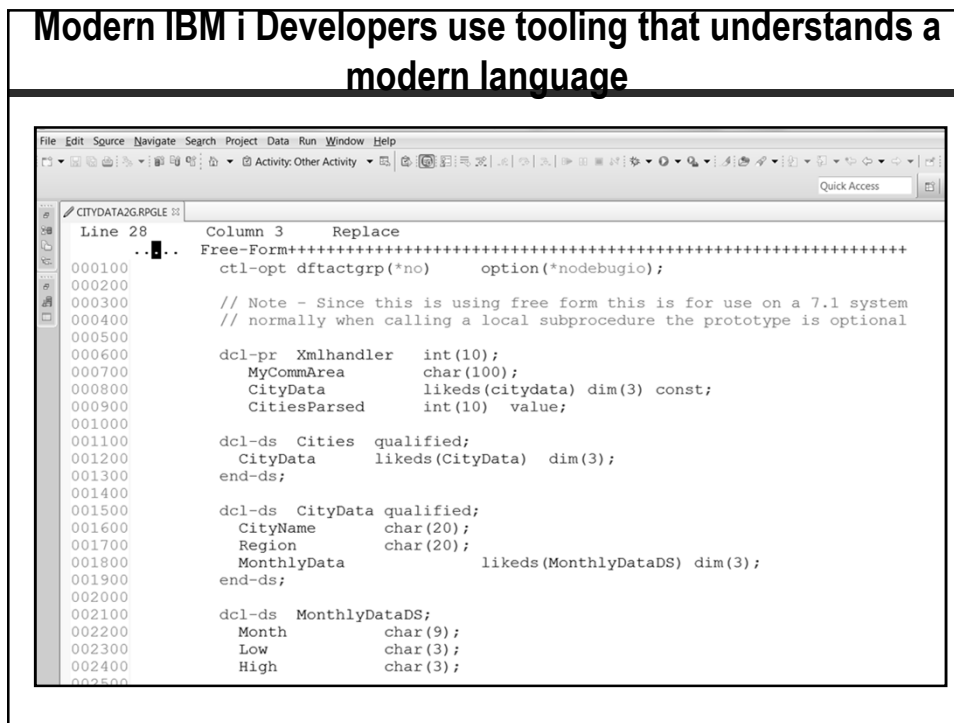 Modern IBM i Developers use tooling that understands a
modern language
File Edit Source Navigate Search Project Data Run Window Help
Activity: Other Activity
Quick Access
CITYDATA2G.RPGLE
Line 28 Column 3 Replace
..... Free-Form++++++++++++++++++++++++++++++++++++++++++++++++++++++++++++++++
000100 ctl-opt dftactgrp(*no) option(*nodebugio);
000200
000300 // Note - Since this is using free form this is for use on a 7.1 system
000400 // normally when calling a local subprocedure the prototype is optional
000500
000600 dcl-pr Xmlhandler int(10);
000700 MyCommArea char(100);
000800 CityData likeds(citydata) dim(3) const;
000900 CitiesParsed int(10) value;
001000
001100 dcl-ds Cities qualified;
001200 CityData likeds(CityData) dim(3);
001300 end-ds;
001400
001500 dcl-ds CityData qualified;
001600 CityName char(20);
001700 Region char(20);
001800 MonthlyData likeds(MonthlyDataDS) dim(3);
001900 end-ds;
002000
002100 dcl-ds MonthlyDataDS;
002200 Month char(9);
002300 Low char(3);
002400 High char(3);
002500